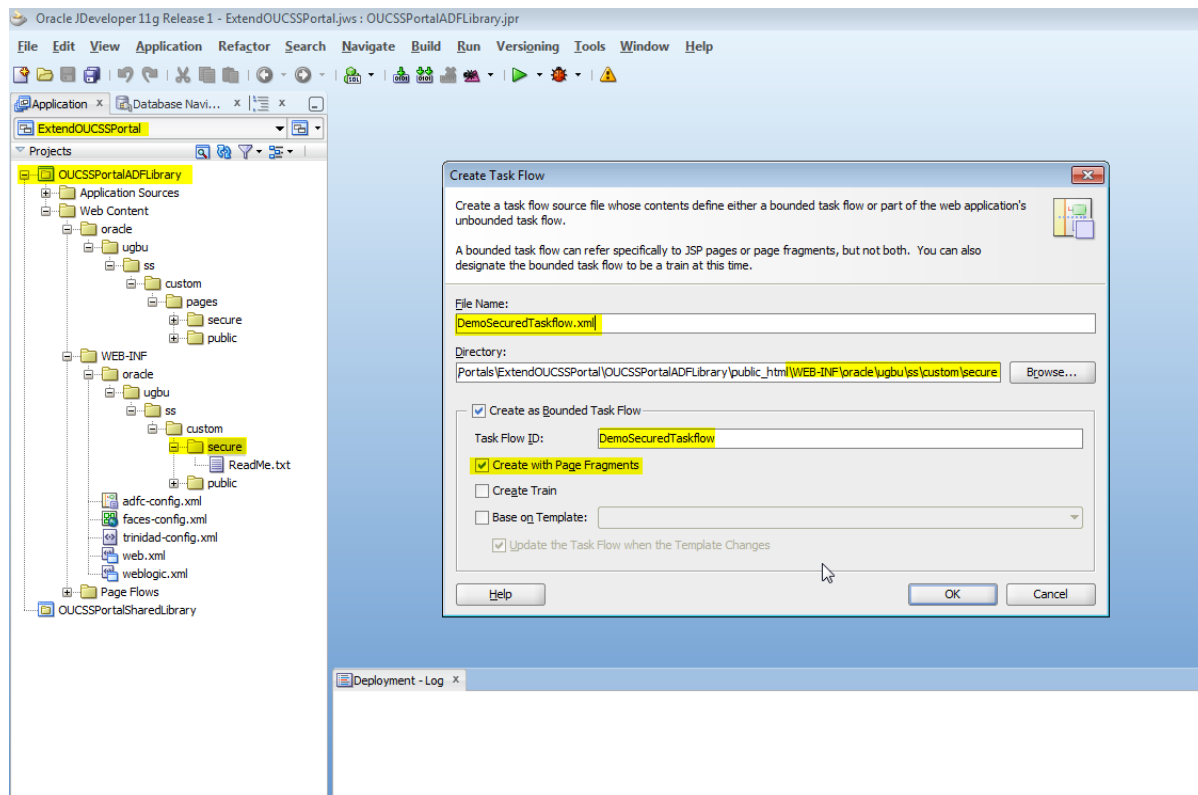 Oracle JDeveloper 11g Release 1 - ExtendOUCSSPortal.jws : OUCSSPortalADFLibrary.jpr
File Edit View Application Refactor Search Navigate Build Run Versioning Tools Window Help
Application x Database Navi... x x
ExtendOUCSSPortal
Projects
OUCSSPortalADFLibrary
Application Sources
Web Content
oracle
ugbu
ss
custom
pages
secure
public
WEB-INF
oracle
ugbu
ss
custom
secure
ReadMe.txt
public
adfc-config.xml
faces-config.xml
trinidad-config.xml
web.xml
weblogic.xml
Page Flows
OUCSSPortalSharedLibrary
Create Task Flow
Create a task flow source file whose contents define either a bounded task flow or part of the web application's
unbounded task flow.
A bounded task flow can refer specifically to JSP pages or page fragments, but not both. You can also
designate the bounded task flow to be a train at this time.
File Name:
DemoSecuredTaskflow.xml
Directory:
Portals\ExtendOUCSSPortal\OUCSSPortalADFLibrary\public_html\WEB-INF\oracle\ugbu\ss\custom\secure Browse...
Create as Bounded Task Flow
Task Flow ID: DemoSecuredTaskflow
Create with Page Fragments
Create Train
Base on Template:
Update the Task Flow when the Template Changes
Help OK Cancel
Deployment - Log x